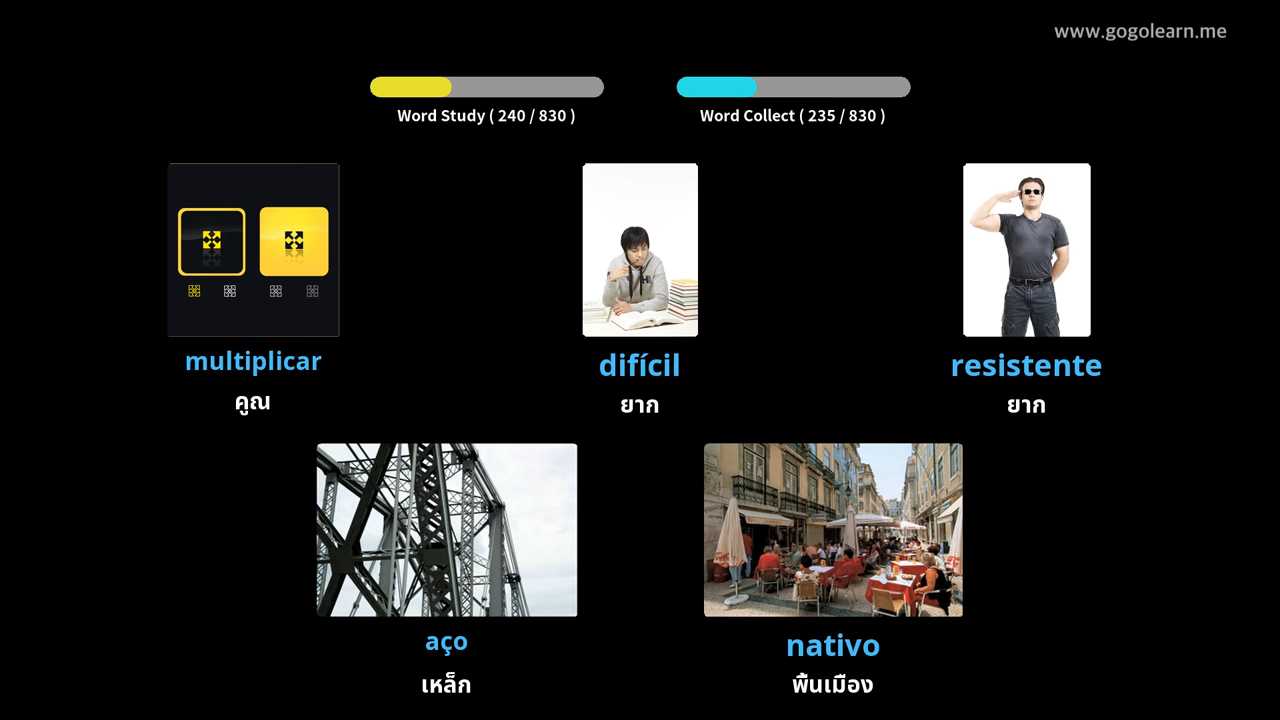 www.gogolearn.me
Word Study ( 240 / 830 )
Word Collect ( 235 / 830 )
multiplicar
คูณ
difícil
ยาก
resistente
ยาก
aço
เหล็ก
nativo
พื้นเมือง